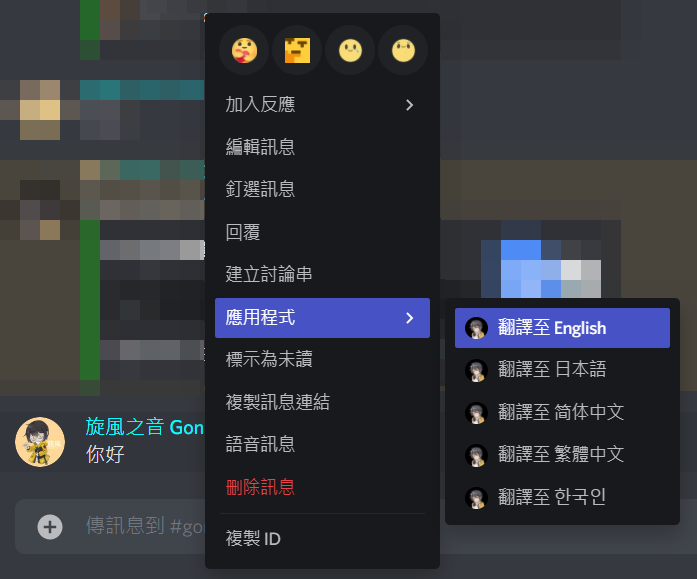 加入反應
編輯訊息
釘選訊息
回覆
建立討論串
應用程式
翻譯至 English
標示為未讀
翻譯至 日本語
複製訊息連結
翻譯至 简体中文
旋風之音 Gon
你好
語音訊息
翻譯至 繁體中文
刪除訊息
翻譯至 한국인
傳訊息到 #go
複製 ID